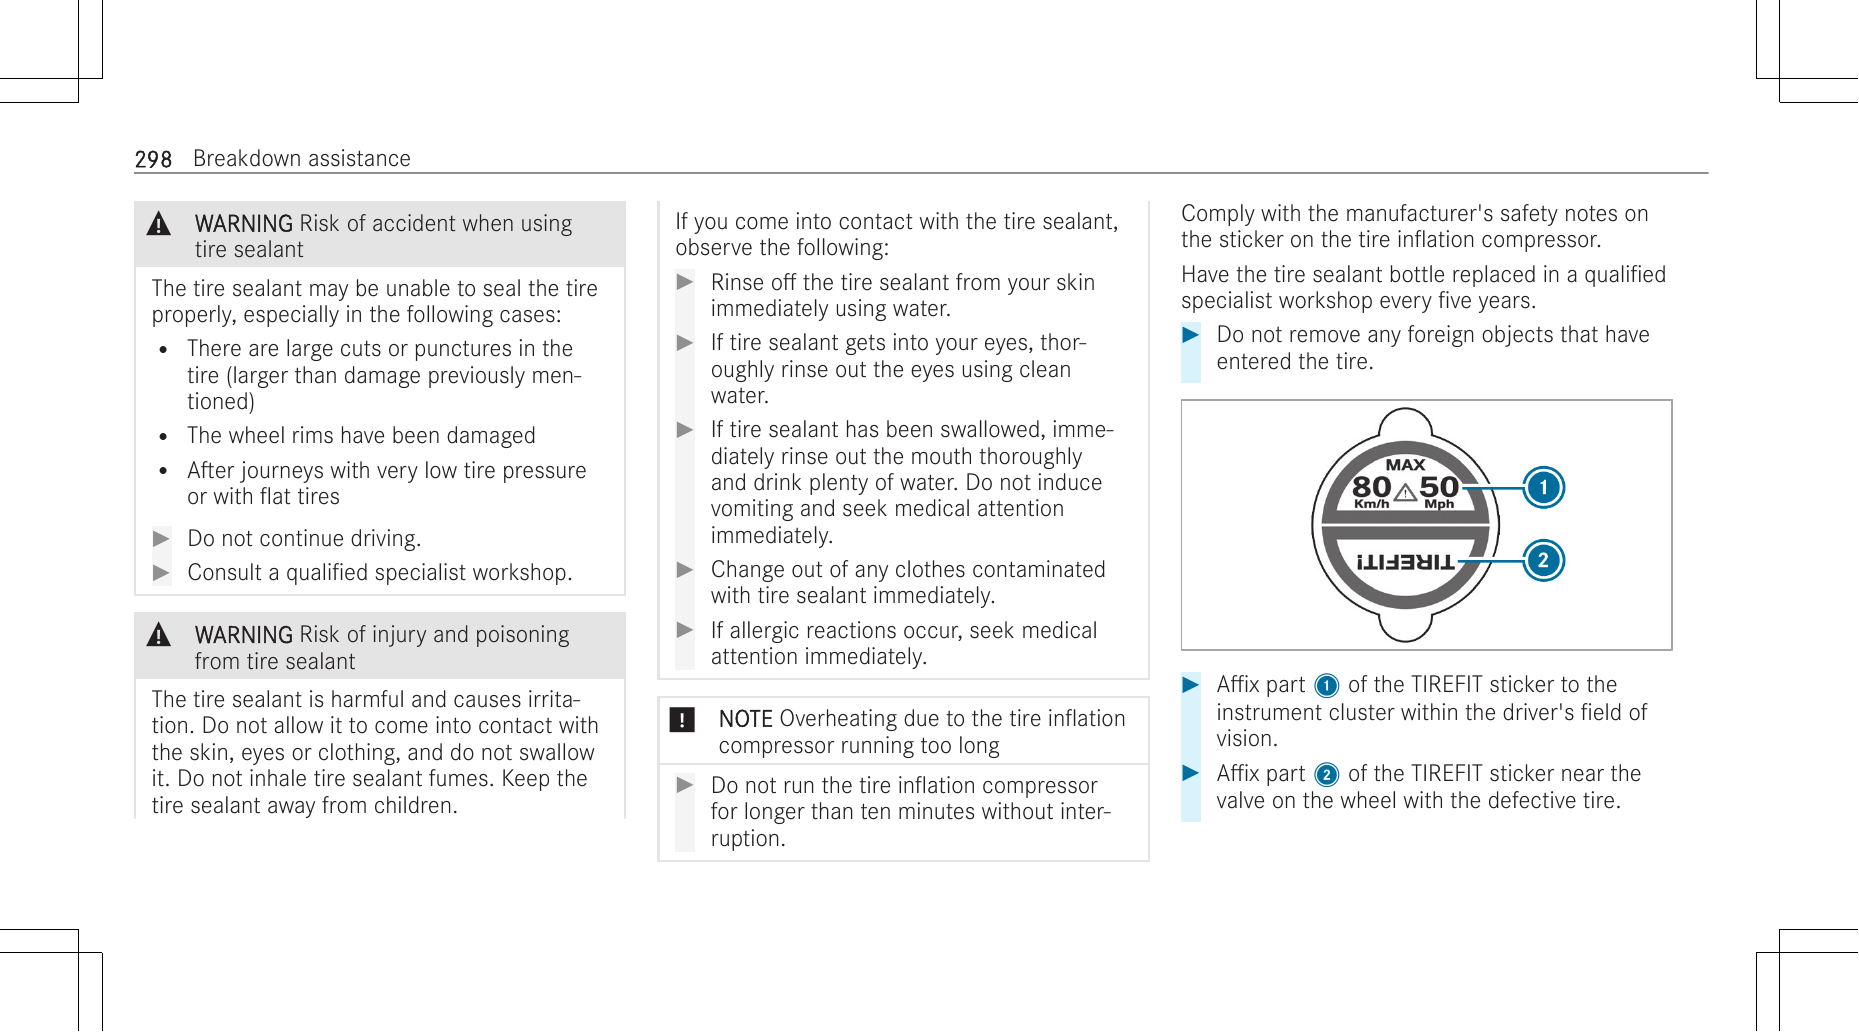 298 Breakdown assistance
WARNING Risk of accident when using
tire sealant
The tire sealant may be unable to seal the tire
properly, especially in the following cases:
• There are large cuts or punctures in the
tire (larger than damage previously men-
tioned)
• The wheel rims have been damaged
• After journeys with very low tire pressure
or with flat tires
▶ Do not continue driving.
▶ Consult a qualified specialist workshop.
WARNING Risk of injury and poisoning
from tire sealant
The tire sealant is harmful and causes irrita-
tion. Do not allow it to come into contact with
the skin, eyes or clothing, and do not swallow
it. Do not inhale tire sealant fumes. Keep the
tire sealant away from children.
If you come into contact with the tire sealant,
observe the following:
▶ Rinse off the tire sealant from your skin
immediately using water.
▶ If tire sealant gets into your eyes, thor-
oughly rinse out the eyes using clean
water.
▶ If tire sealant has been swallowed, imme-
diately rinse out the mouth thoroughly
and drink plenty of water. Do not induce
vomiting and seek medical attention
immediately.
▶ Change out of any clothes contaminated
with tire sealant immediately.
▶ If allergic reactions occur, seek medical
attention immediately.
! NOTE Overheating due to the tire inflation
compressor running too long
▶ Do not run the tire inflation compressor
for longer than ten minutes without inter-
ruption.
Comply with the manufacturer's safety notes on
the sticker on the tire inflation compressor.
Have the tire sealant bottle replaced in a qualified
specialist workshop every five years.
▶ Do not remove any foreign objects that have
entered the tire.
MAX
80 50
Km/h Mph
1
TIREFIT!
2
▶ Affix part 1 of the TIREFIT sticker to the
instrument cluster within the driver's field of
vision.
▶ Affix part 2 of the TIREFIT sticker near the
valve on the wheel with the defective tire.